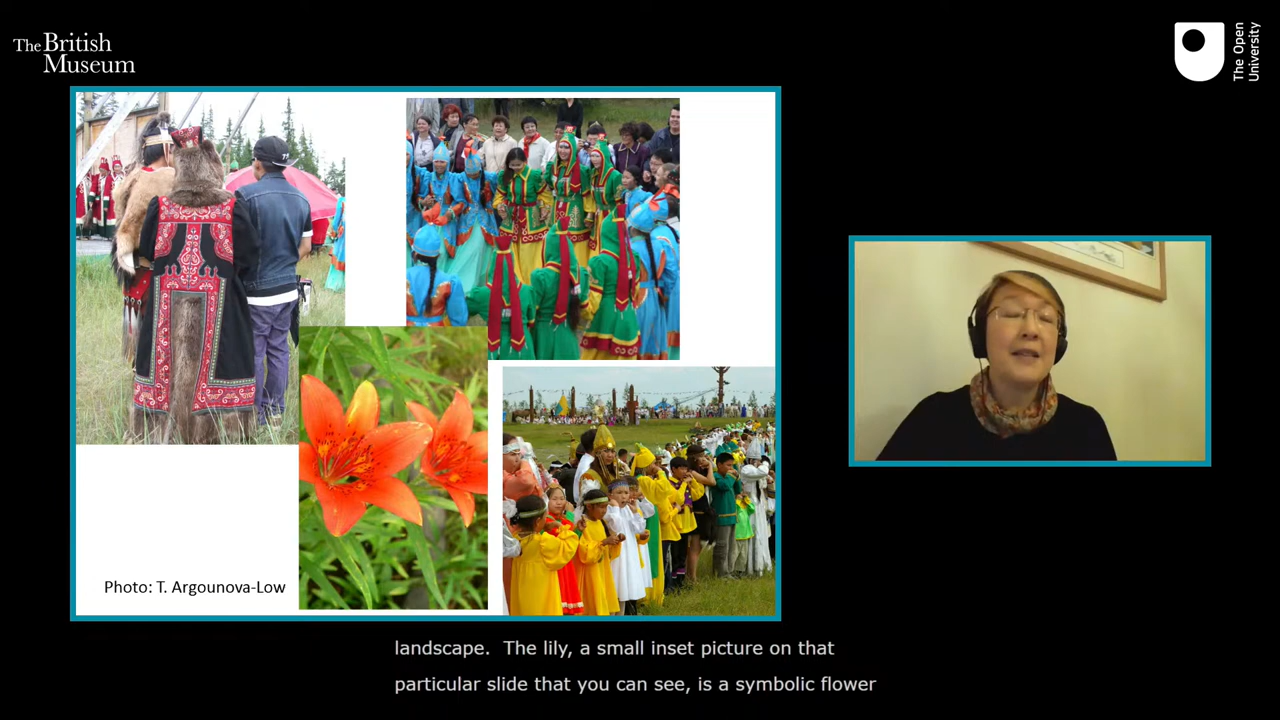 The British
Museum
The Open
University
Photo: T. Argounova-Low
landscape.  The lily, a small inset picture on that
particular slide that you can see, is a symbolic flower